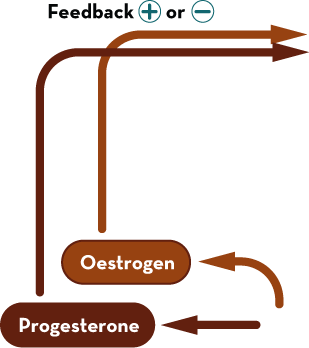 Feedback + or −
Oestrogen
Progesterone